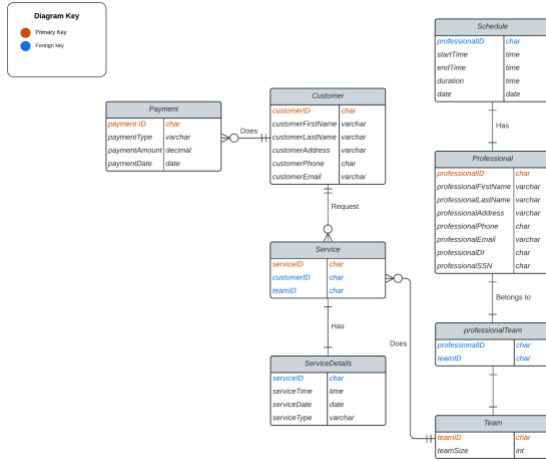 Diagram Key
Primary Key
Foreign key
Schedule
professionalID char
startTime time
endTime time
duration time
date date
Has
Customer
customerID char
customerFirstName varchar
customerLastName varchar
customerAddress varchar
customerPhone char
customerEmail varchar
Payment
payment ID char
paymentType varchar
paymentAmount decimal
paymentDate date
Does
Professional
professionalID char
professionalFirstName varchar
professionalLastName varchar
professionalAddress varchar
professionalPhone char
professionalEmail varchar
professionalDI char
professionalSSN char
Request
Service
serviceID char
customerID char
teamID char
Belongs to
Has
Does
professionalTeam
professionalID char
teamID char
ServiceDetails
serviceID char
serviceTime time
serviceDate date
serviceType varchar
Team
teamID char
teamSize int